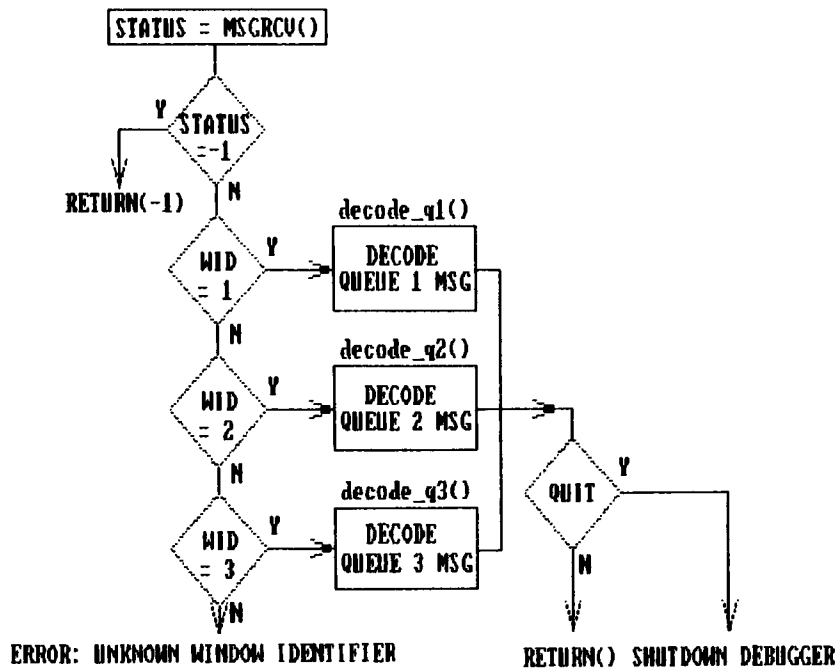 STATUS = MSGRCV()
Y
STATUS
=-1
RETURN(-1)
N
decode_q1()
WID
= 1
Y
DECODE
QUEUE 1 MSG
N
decode_q2()
WID
= 2
Y
DECODE
QUEUE 2 MSG
N
decode_q3()
WID
= 3
Y
DECODE
QUEUE 3 MSG
N
QUIT
Y
N
ERROR: UNKNOWN WINDOW IDENTIFIER
RETURN() SHUTDOWN DEBUGGER